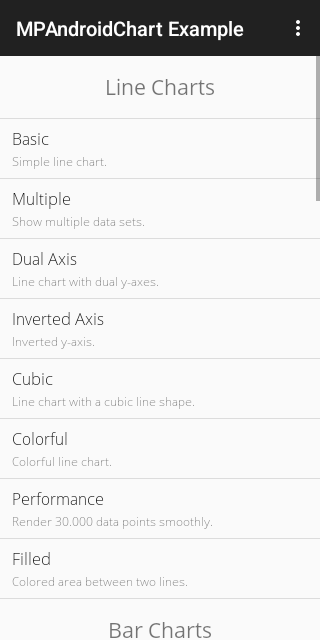 MPAndroidChart Example
Line Charts
Basic
Simple line chart.
Multiple
Show multiple data sets.
Dual Axis
Line chart with dual y-axes.
Inverted Axis
Inverted y-axis.
Cubic
Line chart with a cubic line shape.
Colorful
Colorful line chart.
Performance
Render 30.000 data points smoothly.
Filled
Colored area between two lines.
Bar Charts